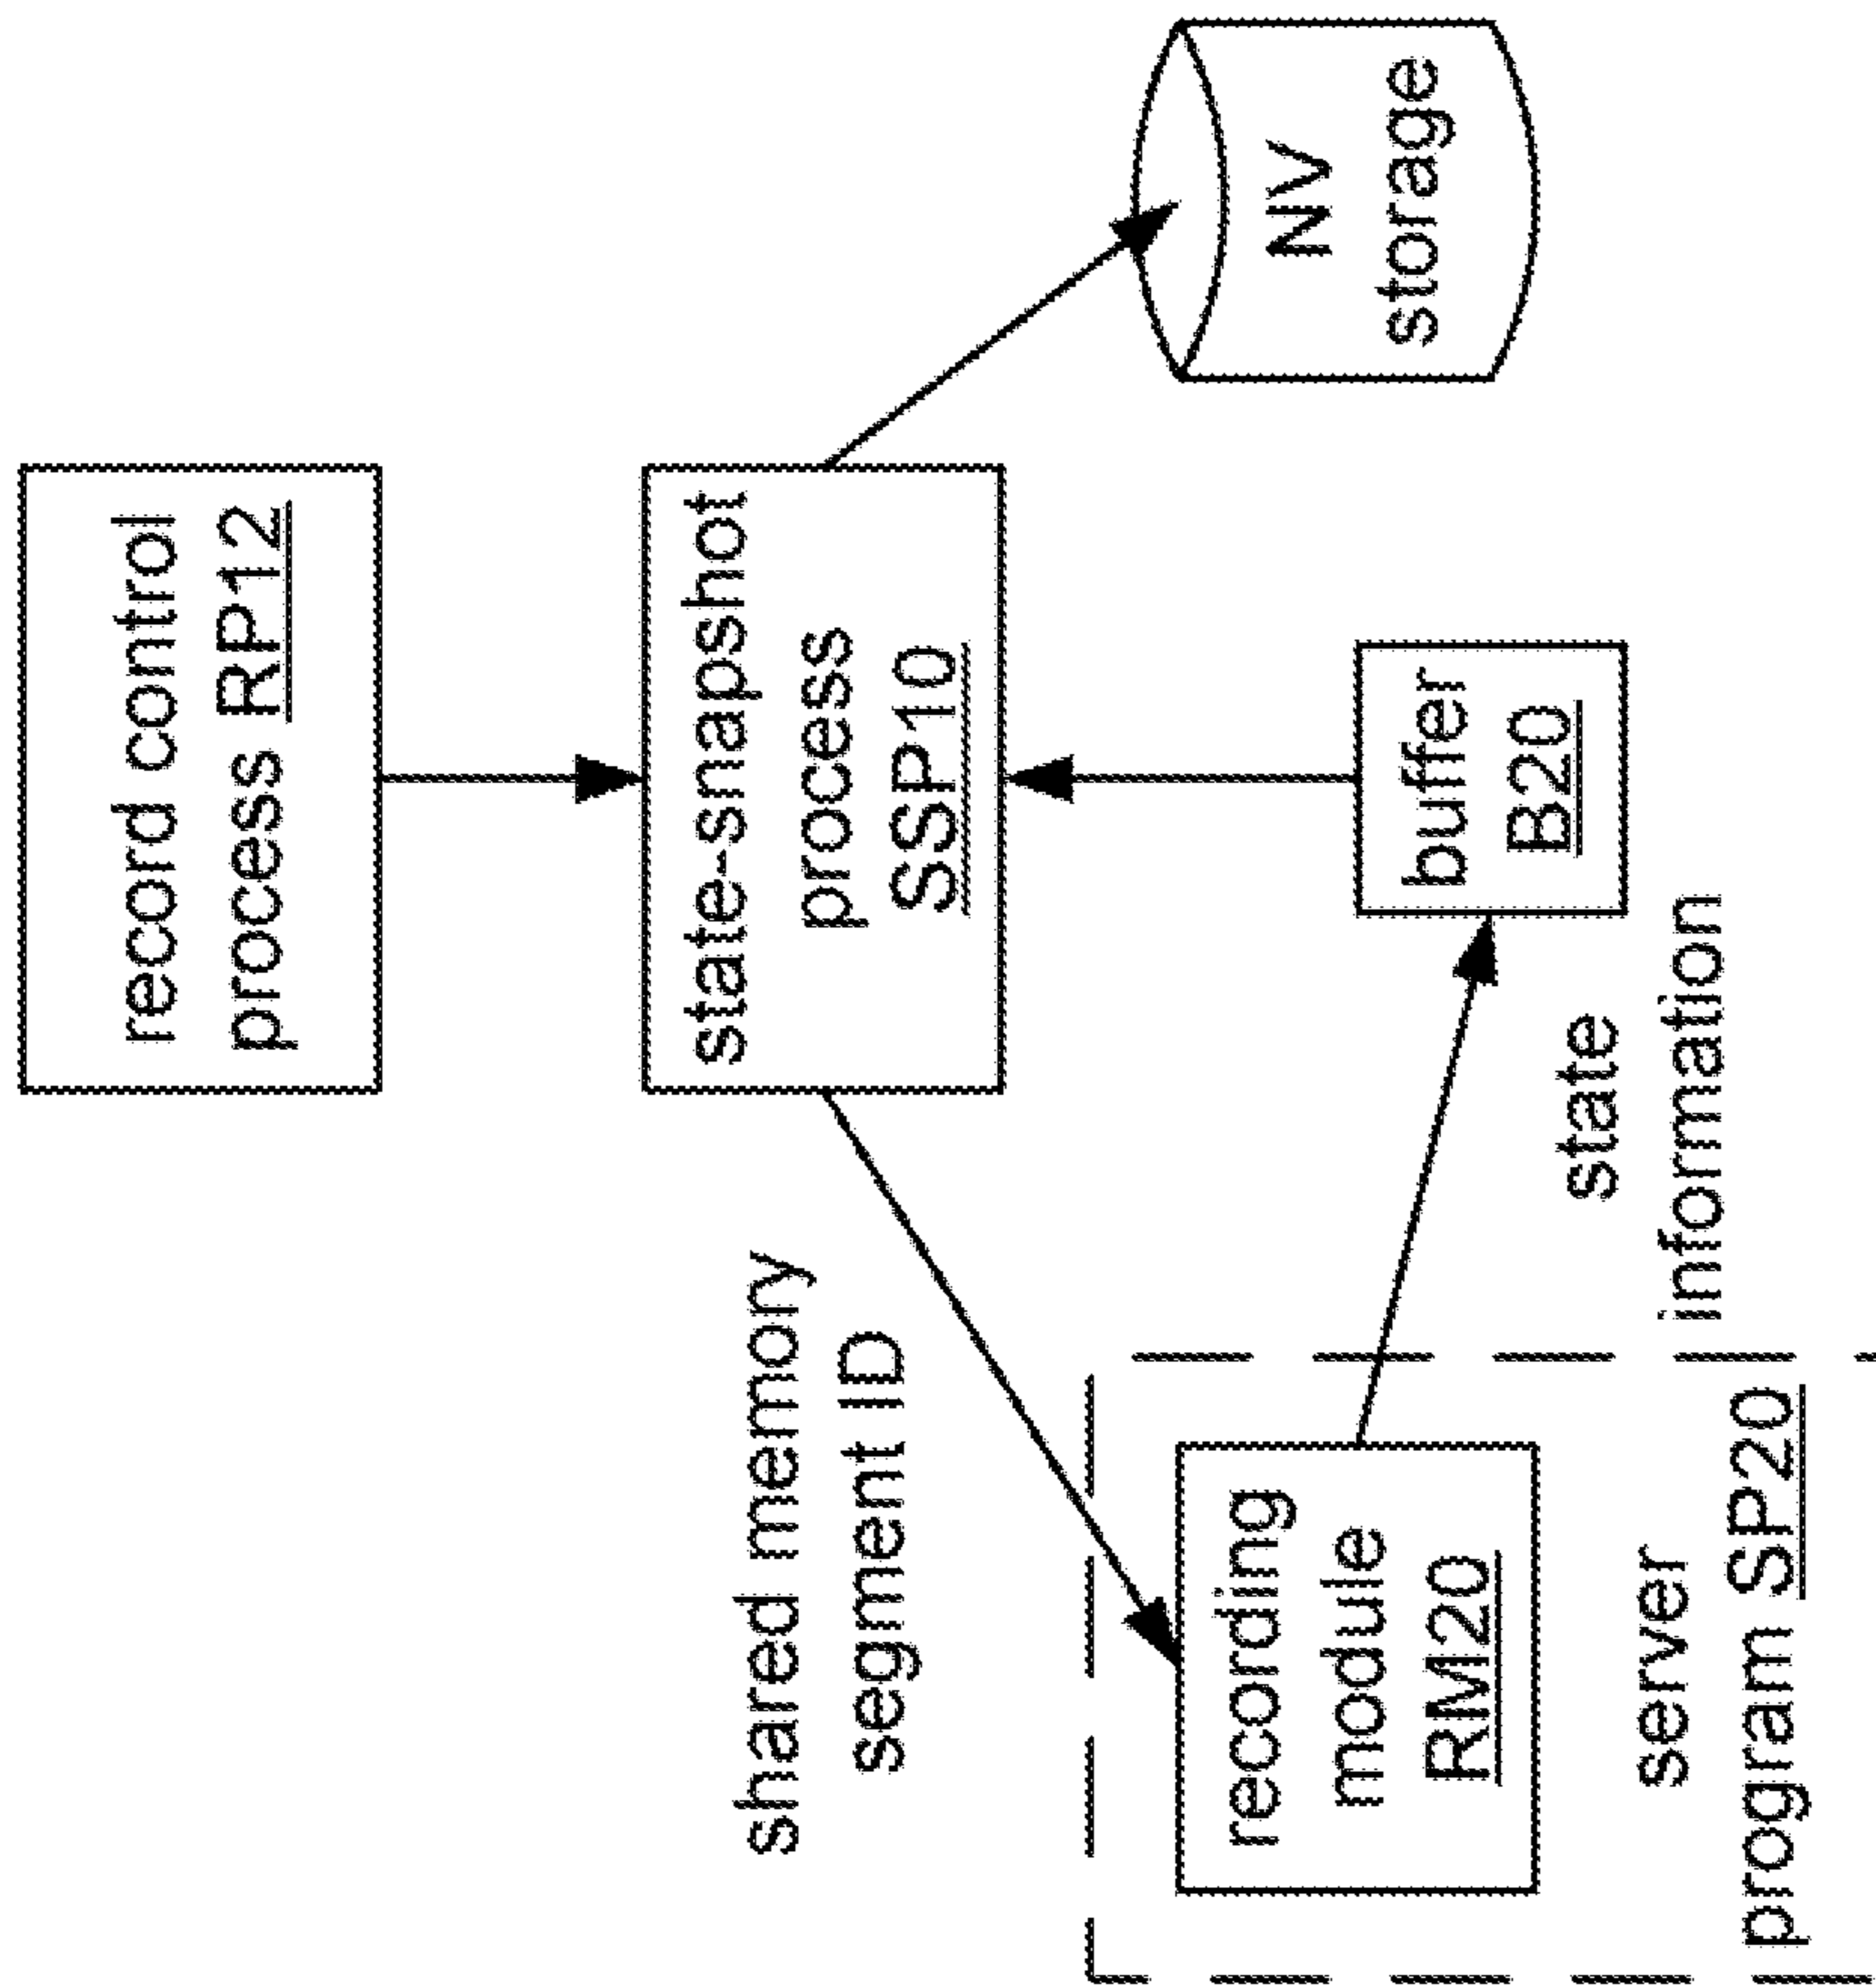 record control
process RP12
state-snapshot
process
SSP10
NV
storage
shared memory
segment ID
buffer
B20
state
information
recording
module
RM20
server
program SP20